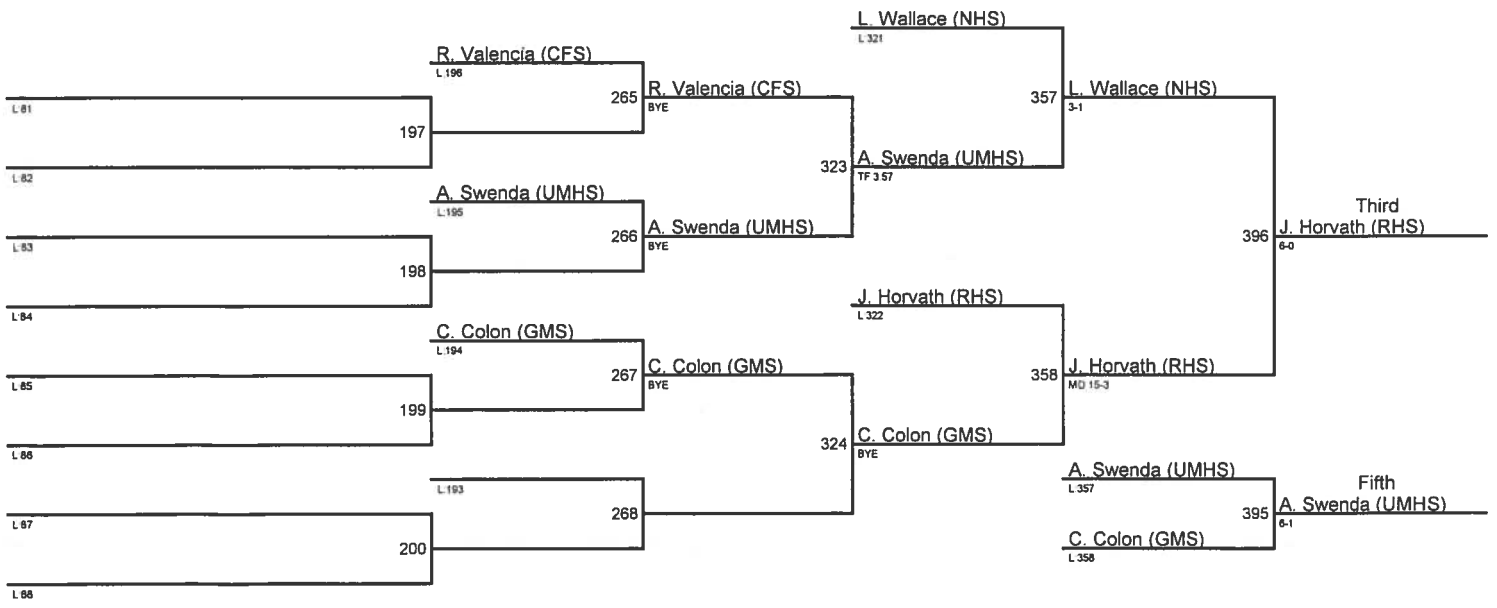 L. Wallace (NHS)
L:321
R. Valencia (CFS)
L:196
265
R. Valencia (CFS)
BYE
357
L. Wallace (NHS)
3-1
L:81
197
323
A. Swenda (UMHS)
TF 3:57
L:82
A. Swenda (UMHS)
L:195
266
A. Swenda (UMHS)
BYE
396
Third
J. Horvath (RHS)
6-0
L:83
198
J. Horvath (RHS)
L:322
L:84
C. Colon (GMS)
L:194
267
C. Colon (GMS)
BYE
358
J. Horvath (RHS)
MD 15-3
L:85
199
324
C. Colon (GMS)
BYE
L:86
L:193
268
A. Swenda (UMHS)
L:357
395
Fifth
A. Swenda (UMHS)
6-1
L:87
200
C. Colon (GMS)
L:358
L:88